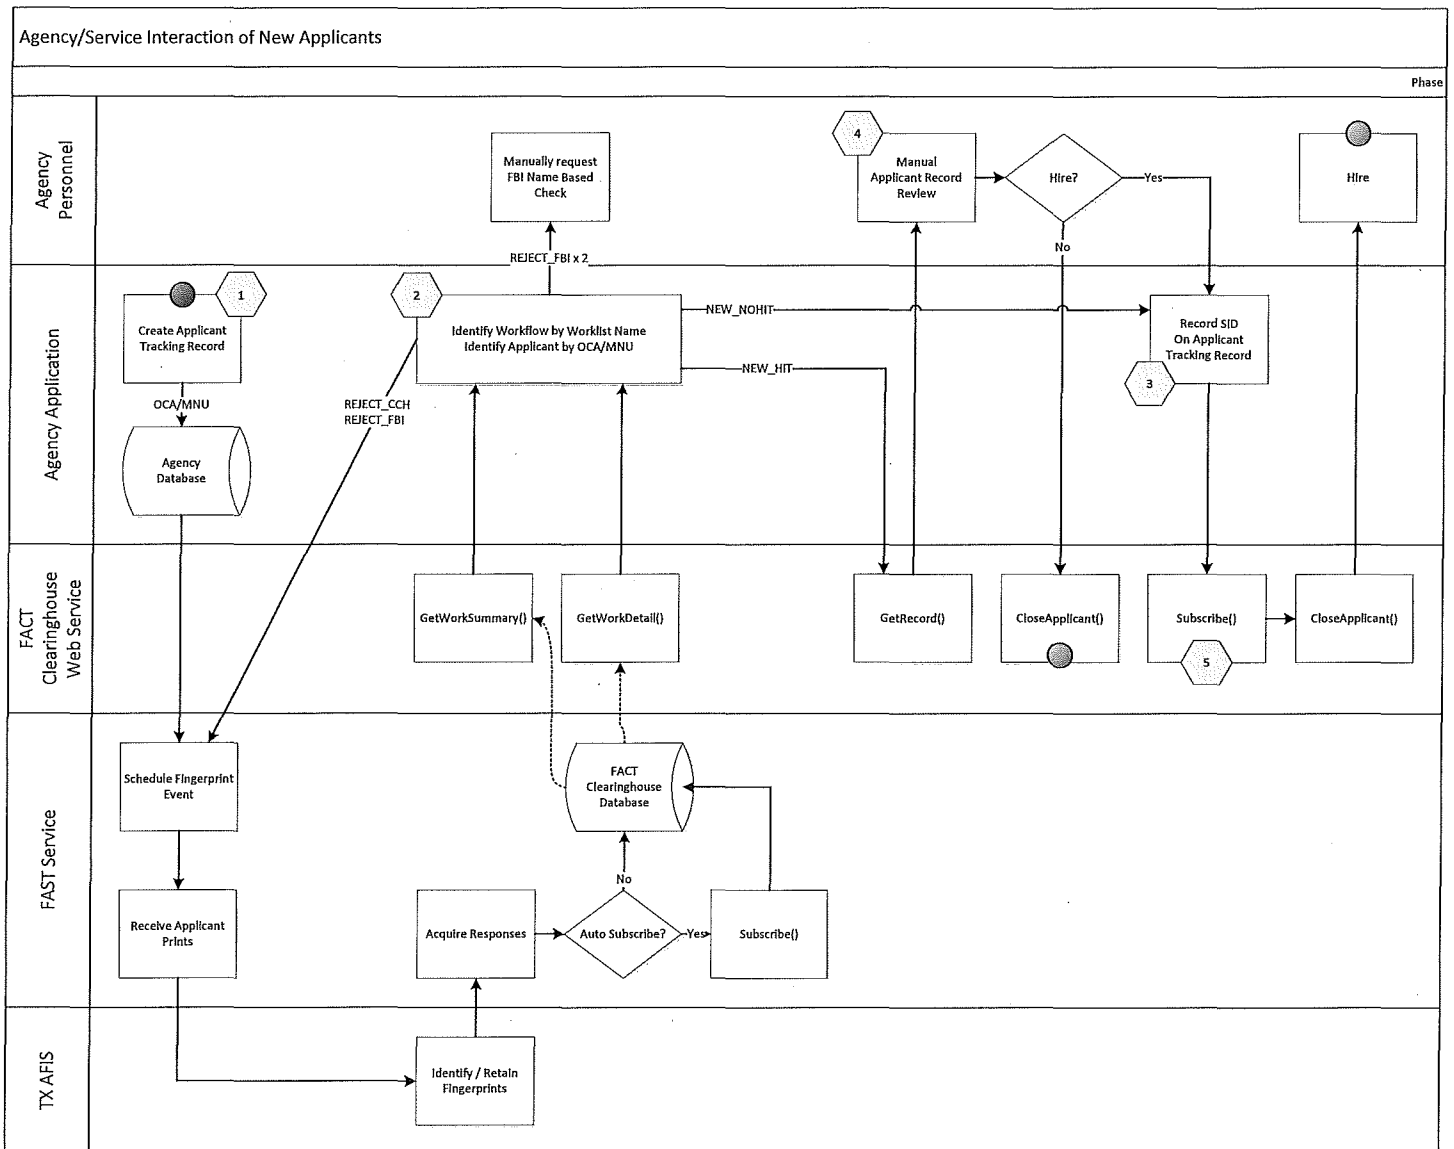 Agency/Service Interaction of New Applicants
Phase
Agency
Personnel
Manually request
FBI Name Based
Check
4
Manual
Applicant Record
Review
Hire?
Yes
No
Hire
REJECT_FBI x 2
Agency Application
1
Create Applicant
Tracking Record
OCA/MNU
Agency
Database
2
Identify Workflow by Worklist Name
Identify Applicant by OCA/MNU
REJECT_CCH
REJECT_FBI
NEW_NOHIT
NEW_HIT
Record SID
On Applicant
Tracking Record
3
FACT
Clearinghouse
Web Service
GetWorkSummary()
GetWorkDetail()
GetRecord()
CloseApplicant()
Subscribe()
5
CloseApplicant()
FAST Service
Schedule Fingerprint
Event
Receive Applicant
Prints
FACT
Clearinghouse
Database
No
Acquire Responses
Auto Subscribe?
Yes
Subscribe()
TX AFIS
Identify / Retain
Fingerprints